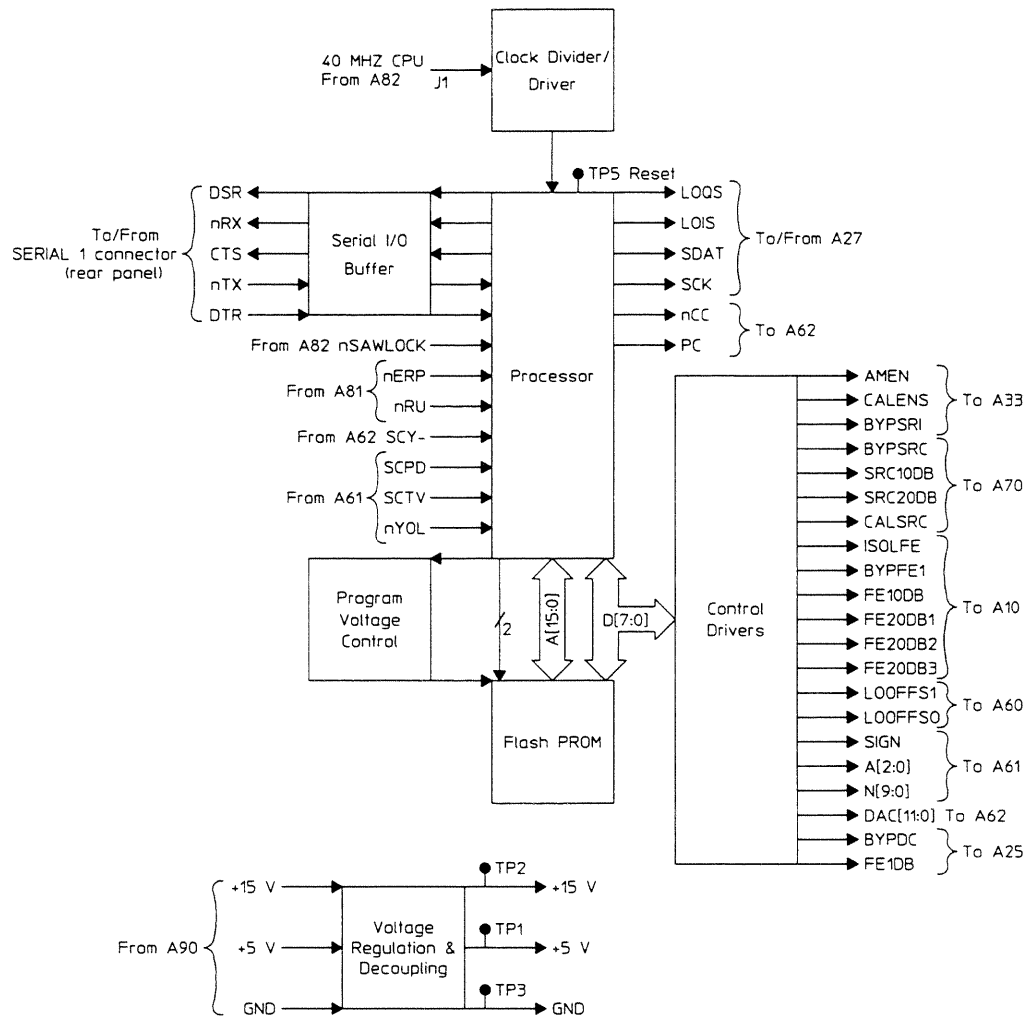 40 MHZ CPU
From A82
J1
Clock Divider/
Driver
TP5 Reset
To/From
SERIAL 1 connector
(rear panel)
DSR
nRX
CTS
nTX
DTR
Serial I/O
Buffer
From A82 nSAWLOCK
From A81
nERP
nRU
From A62 SCY-
From A61
SCPD
SCTV
nYOL
Processor
LOQS
LOIS
SDAT
SCK
To/From A27
nCC
PC
To A62
Program
Voltage
Control
2
A[15:0]
D[7:0]
Flash PROM
Control
Drivers
AMEN
CALENS
BYPSRI
To A33
BYPSRC
SRC10DB
SRC20DB
CALSRC
To A70
ISOLFE
BYPFE1
FE10DB
FE20DB1
FE20DB2
FE20DB3
To A10
LOOFFS1
LOOFFS0
To A60
SIGN
A[2:0]
N[9:0]
To A61
DAC[11:0] To A62
BYPDC
FE1DB
To A25
From A90
+15 V
+5 V
GND
Voltage
Regulation &
Decoupling
TP2
+15 V
TP1
+5 V
TP3
GND